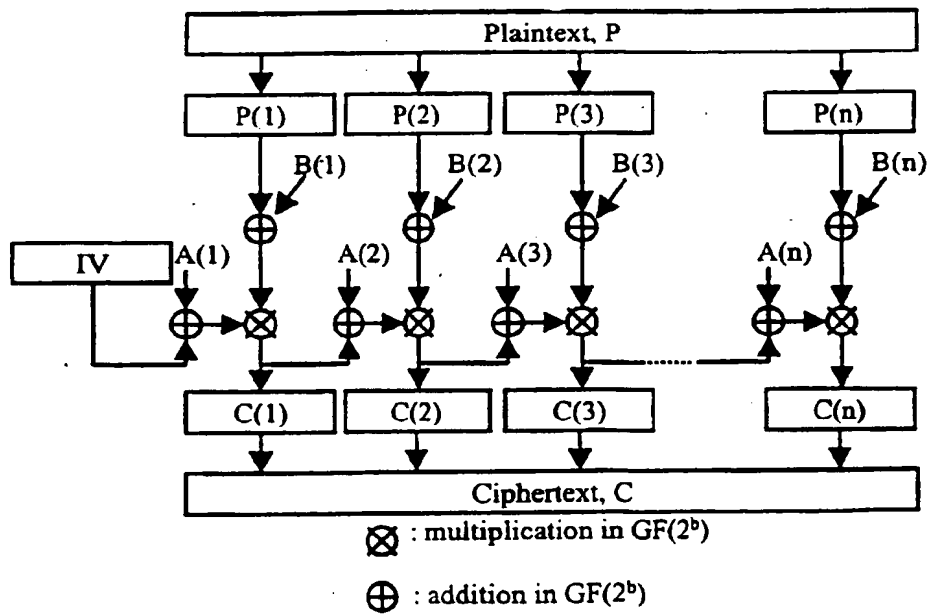 Plaintext, P
P(1) P(2) P(3) P(n)
B(1) B(2) B(3) B(n)
IV A(1) A(2) A(3) A(n)
C(1) C(2) C(3) C(n)
Ciphertext, C
: multiplication in GF(2ᵇ)
: addition in GF(2ᵇ)